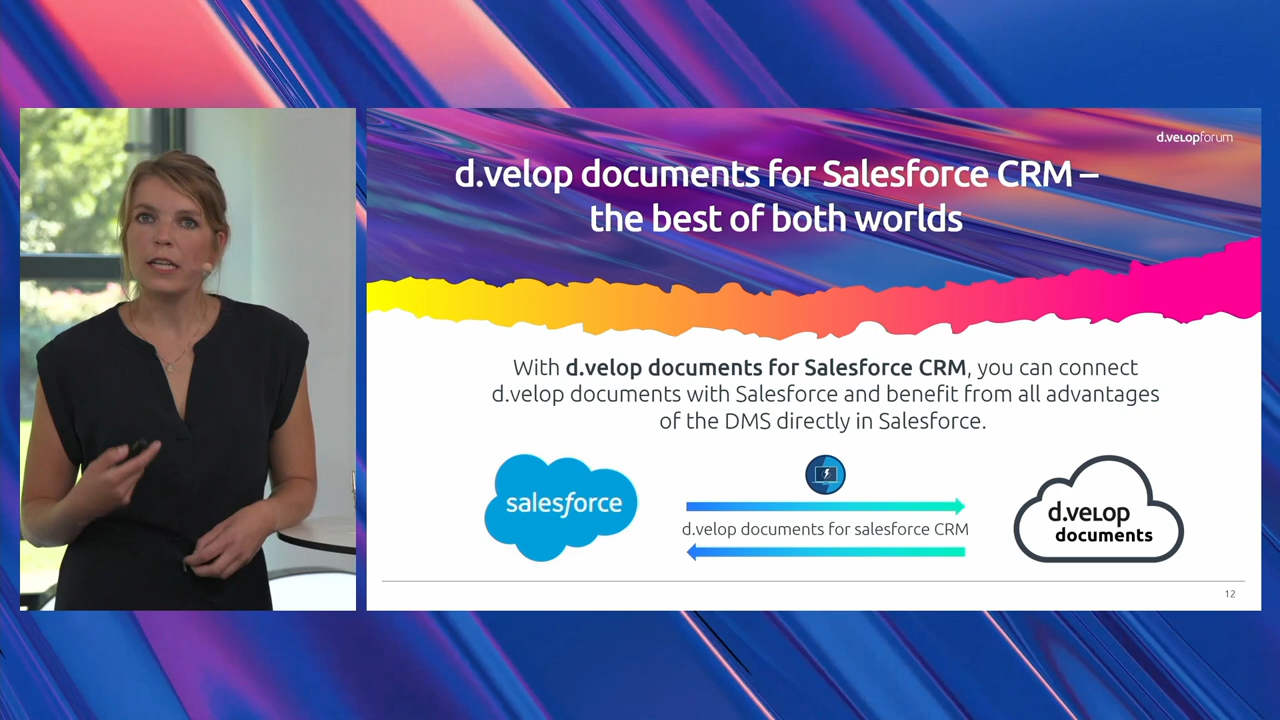 d.velopforum
d.velop documents for Salesforce CRM –
the best of both worlds
With d.velop documents for Salesforce CRM, you can connect
d.velop documents with Salesforce and benefit from all advantages
of the DMS directly in Salesforce.
salesforce
d.velop documents for salesforce CRM
d.velop
documents
12